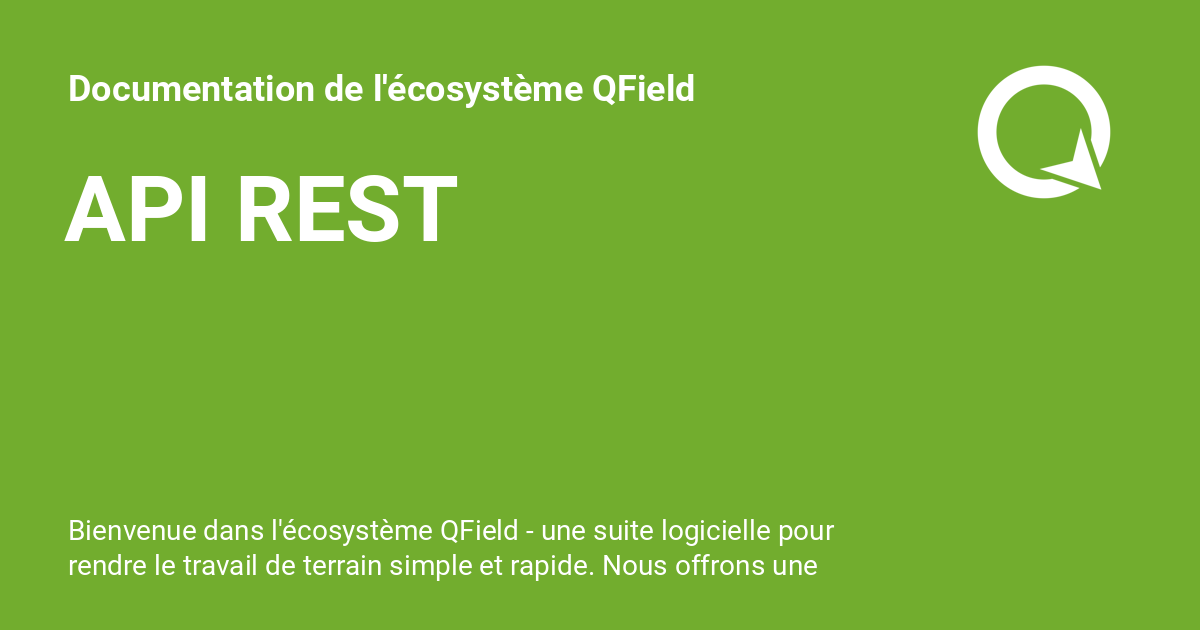 Documentation de l'écosystème QField
API REST
Bienvenue dans l'écosystème QField - une suite logicielle pour
rendre le travail de terrain simple et rapide. Nous offrons une